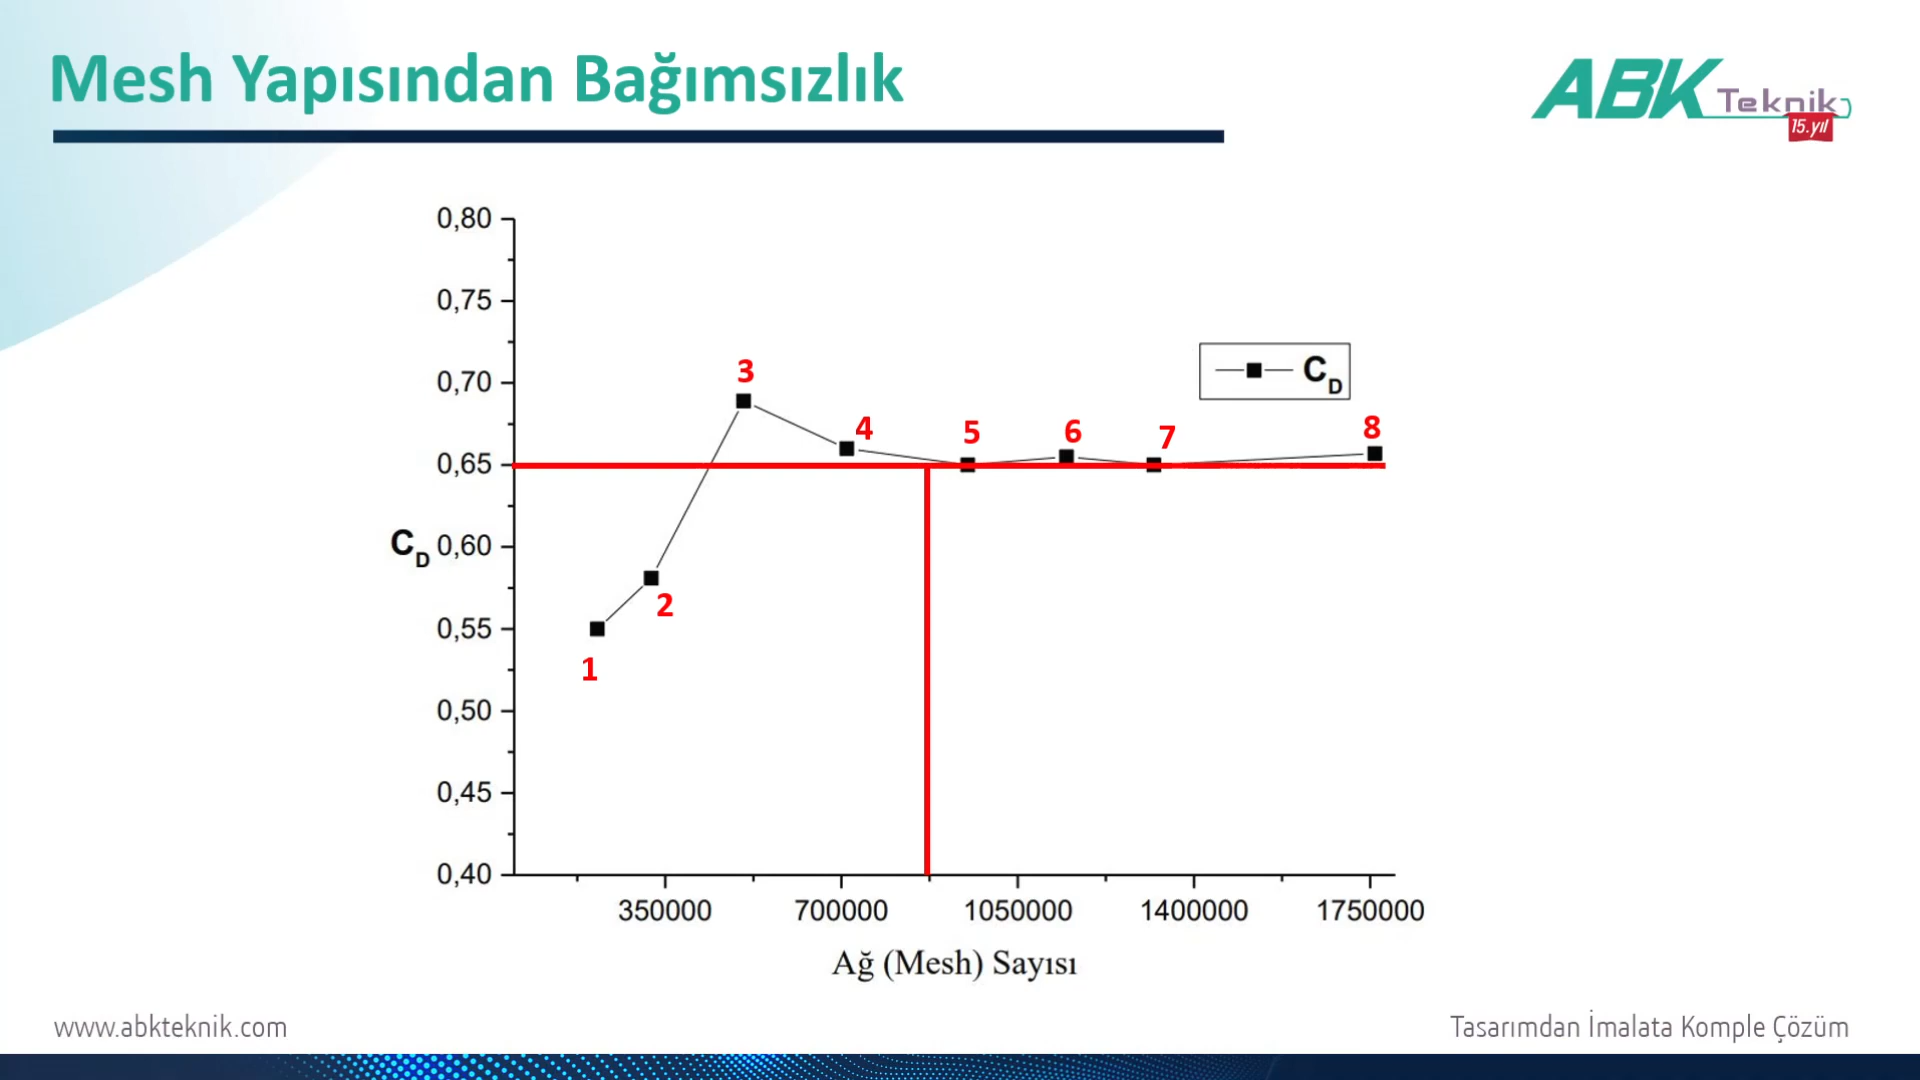 Mesh Yapısından Bağımsızlık
ABK Teknik
15.yıl
0,80
0,75
0,70
0,65
0,60
0,55
0,50
0,45
0,40
C_D
C_D
1
2
3
4
5
6
7
8
350000 700000 1050000 1400000 1750000
Ağ (Mesh) Sayısı
www.abkteknik.com
Tasarımdan İmalata Komple Çözüm